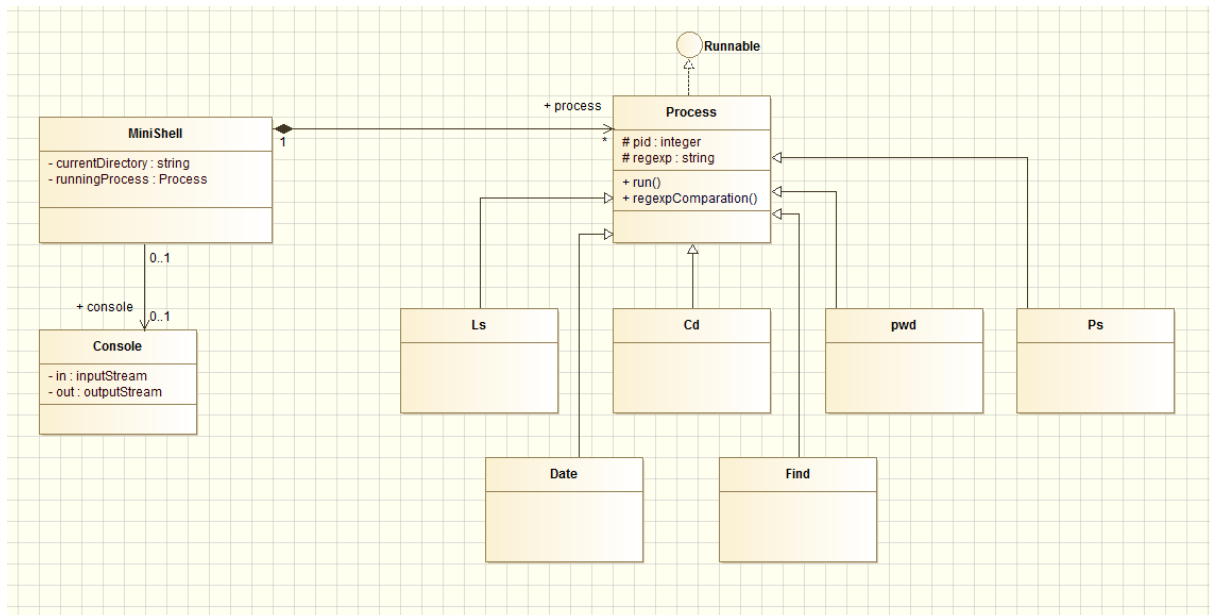 Runnable
+ process
Process
MiniShell
1
*
# pid : integer
# regexp : string
- currentDirectory : string
- runningProcess : Process
+ run()
+ regexpComparation()
0..1
+ console
0..1
Console
- in : inputStream
- out : outputStream
Ls
Cd
pwd
Ps
Date
Find